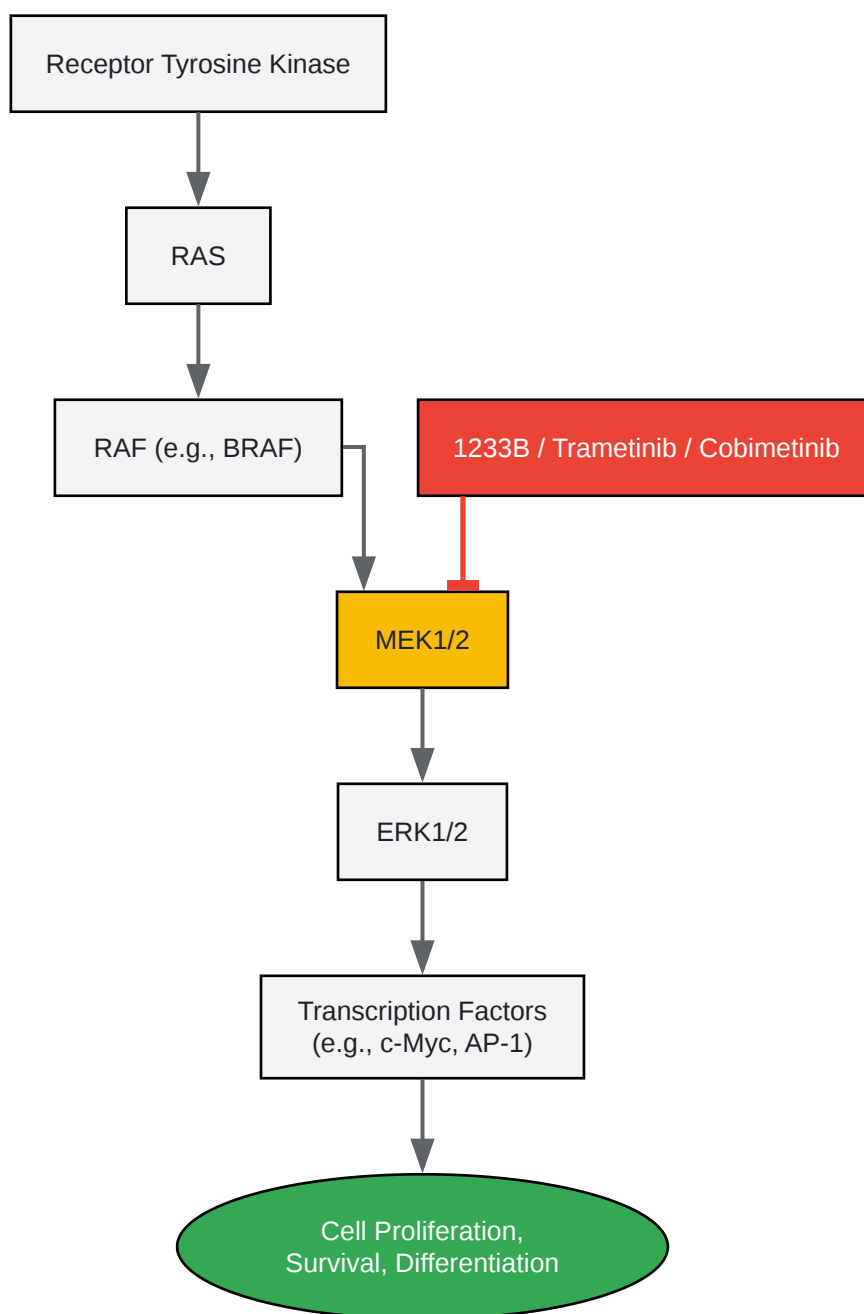 Receptor Tyrosine Kinase
RAS
RAF (e.g., BRAF)
1233B / Trametinib / Cobimetinib
MEK1/2
ERK1/2
Transcription Factors
(e.g., c-Myc, AP-1)
Cell Proliferation,
Survival, Differentiation